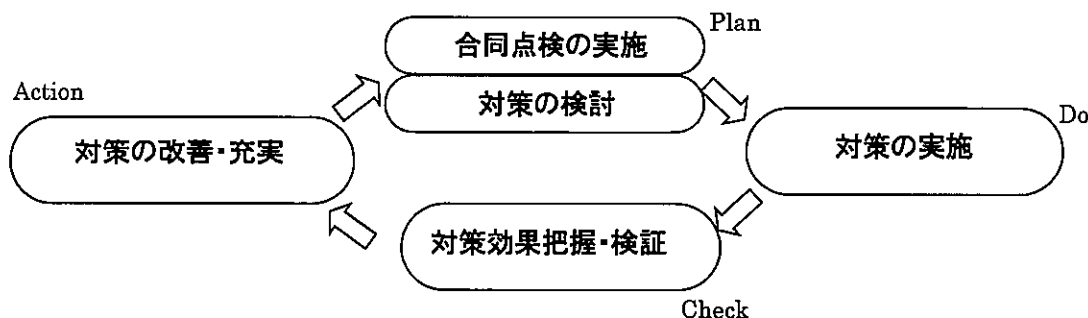 Plan
合同点検の実施
対策の検討
Action
対策の改善・充実
Do
対策の実施
対策効果把握・検証
Check